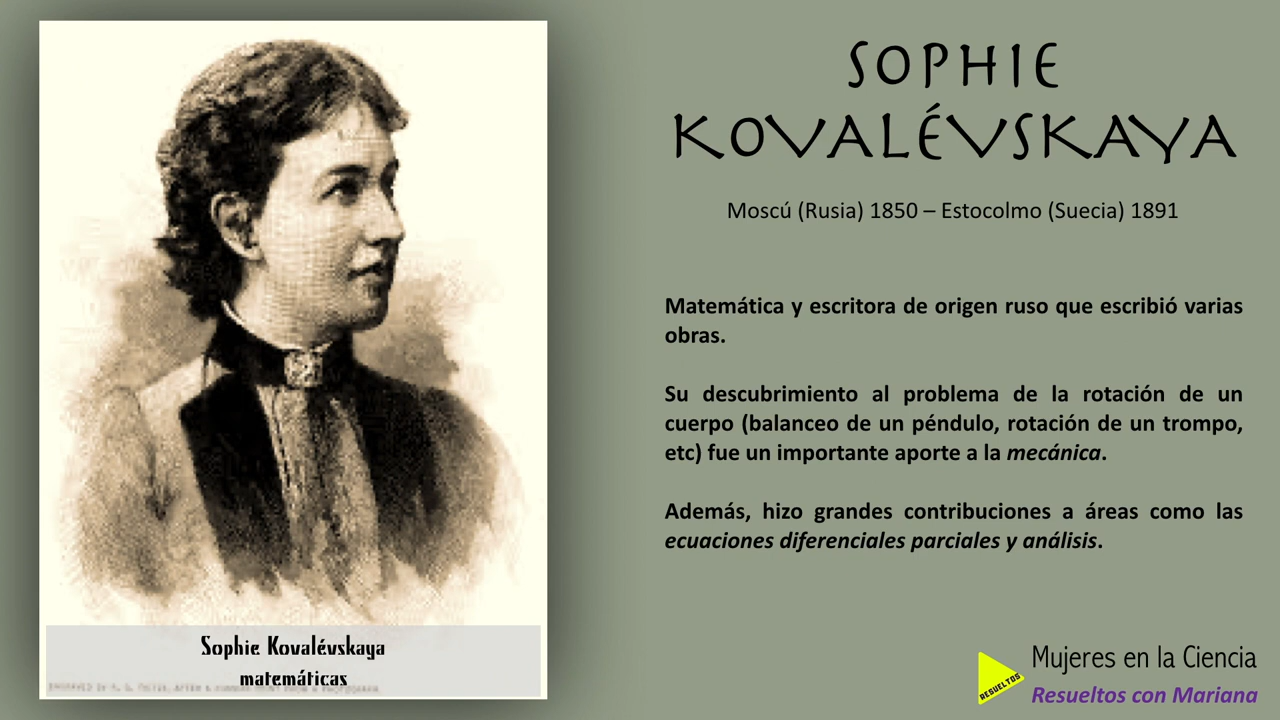 SOPHIE
KOVALÉVSKAYA
Moscú (Rusia) 1850 – Estocolmo (Suecia) 1891
Matemática y escritora de origen ruso que escribió varias
obras.
Su descubrimiento al problema de la rotación de un
cuerpo (balanceo de un péndulo, rotación de un trompo,
etc) fue un importante aporte a la mecánica.
Además, hizo grandes contribuciones a áreas como las
ecuaciones diferenciales parciales y análisis.
Sophie Kovalévskaya
matemáticas
RESUELTOS
Mujeres en la Ciencia
Resueltos con Mariana